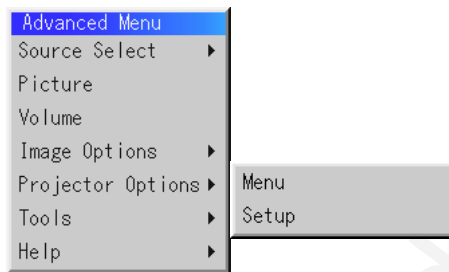 Advanced Menu
Source Select
Picture
Volume
Image Options
Projector Options
Tools
Help
Menu
Setup